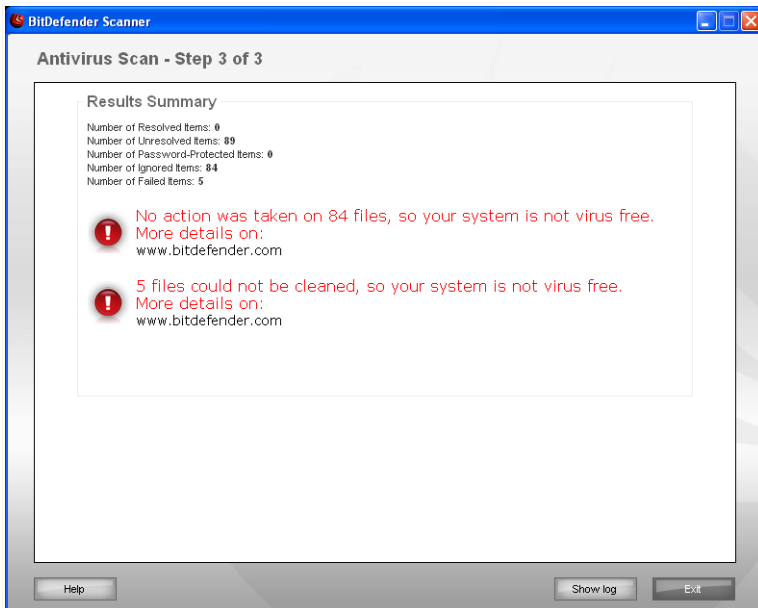 BitDefender Scanner
Antivirus Scan - Step 3 of 3
Results Summary
Number of Resolved Items: 0
Number of Unresolved Items: 89
Number of Password-Protected Items: 0
Number of Ignored Items: 84
Number of Failed Items: 5
No action was taken on 84 files, so your system is not virus free.
More details on:
www.bitdefender.com
5 files could not be cleaned, so your system is not virus free.
More details on:
www.bitdefender.com
Help
Show log
Exit